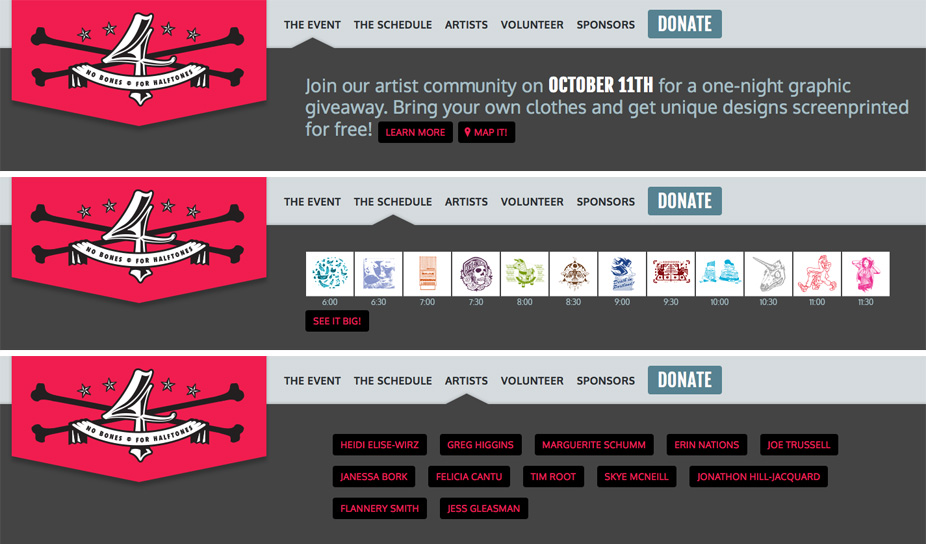 THE EVENT THE SCHEDULE ARTISTS VOLUNTEER SPONSORS DONATE
4
NO BONES FOR HALFTONES
Join our artist community on OCTOBER 11TH for a one-night graphic
giveaway. Bring your own clothes and get unique designs screenprinted
for free! LEARN MORE MAP IT!
THE EVENT THE SCHEDULE ARTISTS VOLUNTEER SPONSORS DONATE
4
NO BONES FOR HALFTONES
6:00 6:30 7:00 7:30 8:00 8:30 9:00 9:30 10:00 10:30 11:00 11:30
SEE IT BIG!
THE EVENT THE SCHEDULE ARTISTS VOLUNTEER SPONSORS DONATE
4
NO BONES FOR HALFTONES
HEIDI ELISE-WIRZ GREG HIGGINS MARGUERITE SCHUMM ERIN NATIONS JOE TRUSSELL
JANESSA BORK FELICIA CANTU TIM ROOT SKYE MCNEILL JONATHON HILL-JACQUARD
FLANNERY SMITH JESS GLEASMAN